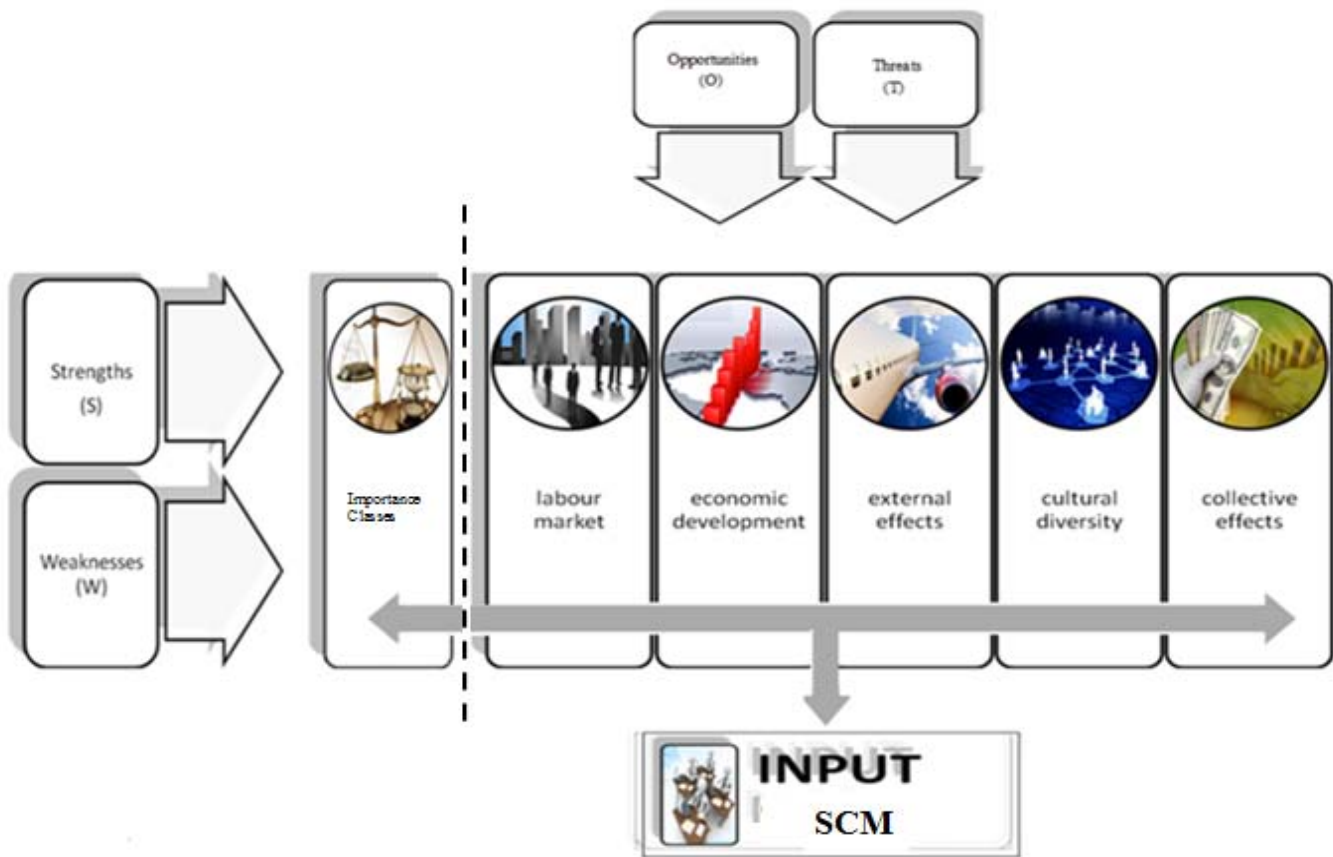 Opportunities
(O)
Threats
(T)
Strengths
(S)
Weaknesses
(W)
Importance
Classes
labour
market
economic
development
external
effects
cultural
diversity
collective
effects
INPUT
SCM